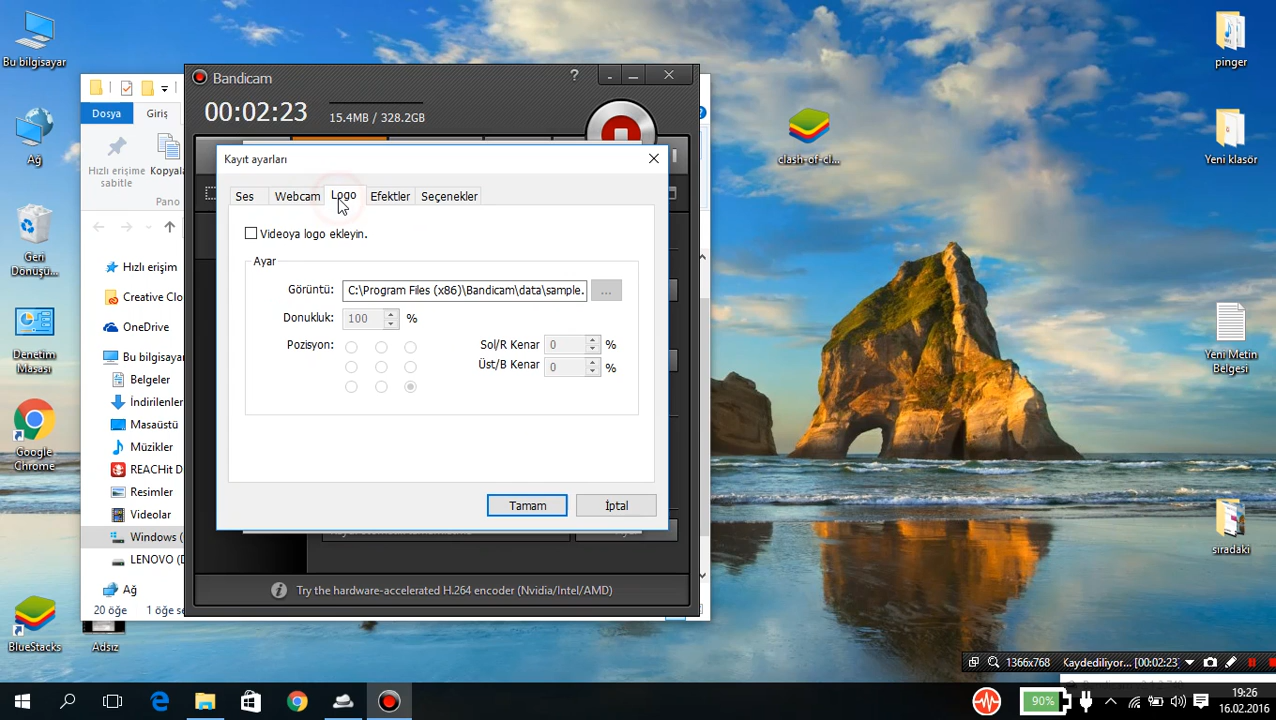 Bu bilgisayar
Ağ
Geri
Dönüşü...
Denetim
Masası
Google
Chrome
BlueStacks
Adsız
Dosya
Giriş
Hızlı erişime
sabitle
Kopyala
Pano
Hızlı erişim
Creative Clo
OneDrive
Bu bilgisaya
Belgeler
İndirilenler
Masaüstü
Müzikler
REACHit D
Resimler
Videolar
Windows (
LENOVO (D
Ağ
20 öğe
1 öğe se
Bandicam
?
00:02:23
15.4MB / 328.2GB
Kayıt ayarları
Ses
Webcam
Logo
Efektler
Seçenekler
Videoya logo ekleyin.
Ayar
Görüntü:
C:\Program Files (x86)\Bandicam\data\sample.
...
Donukluk:
100
%
Pozisyon:
Sol/R Kenar
0
%
Üst/B Kenar
0
%
Tamam
İptal
Try the hardware-accelerated H.264 encoder (Nvidia/Intel/AMD)
clash-of-cl...
pinger
Yeni klasör
Yeni Metin
Belgesi
sıradaki
1366x768
Kaydediliyor... [00:02:23]
90%
19:26
16.02.2016